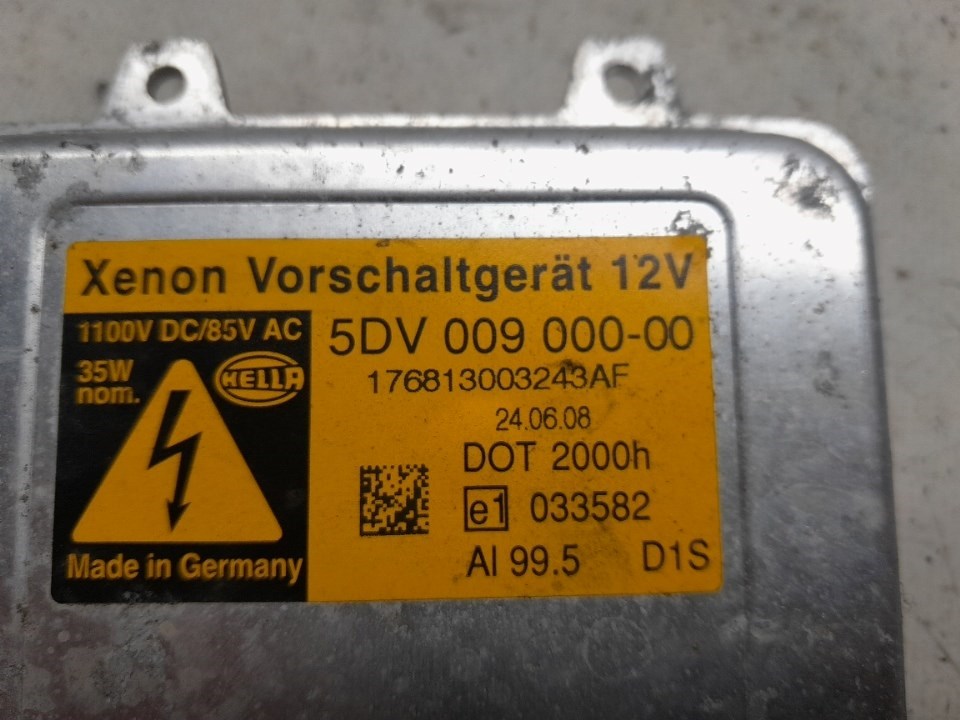 Xenon Vorschaltgerät 12V
1100V DC/85V AC
35W
nom.
HELLA
Made in Germany
5DV 009 000-00
176813003243AF
24.06.08
DOT 2000h
e1 033582
Al 99.5 D1S